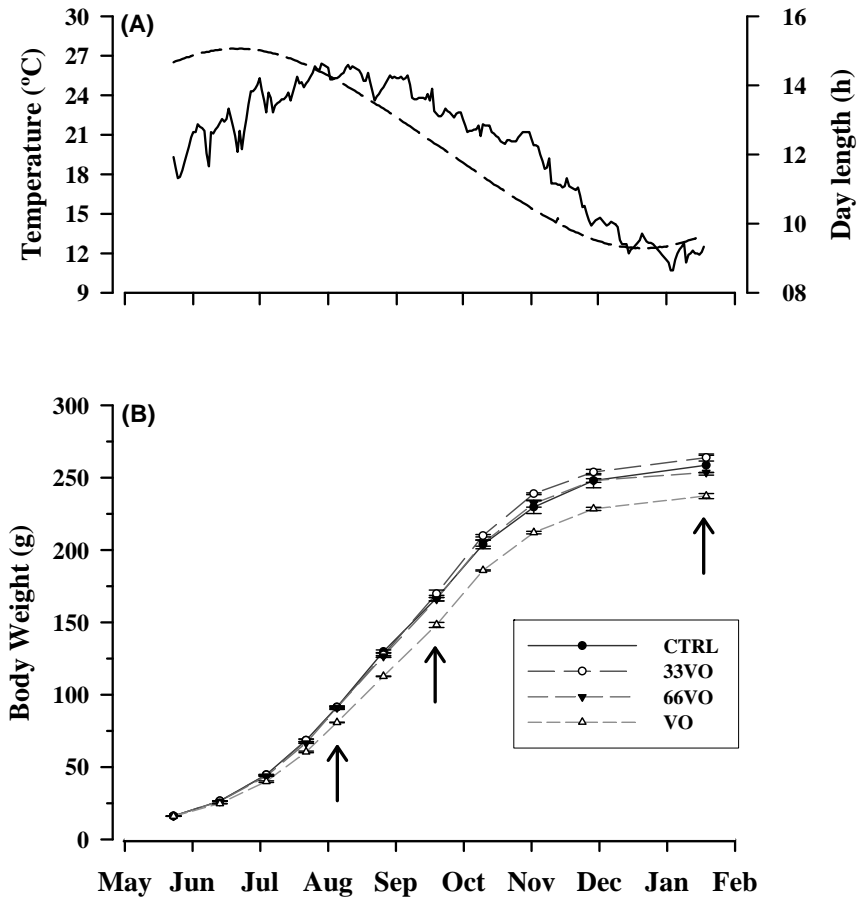 (A)
Temperature (ºC)
30
27
24
21
18
15
12
9
Day length (h)
16
14
12
10
08
(B)
Body Weight (g)
300
250
200
150
100
50
0
CTRL
33VO
66VO
VO
May Jun Jul Aug Sep Oct Nov Dec Jan Feb